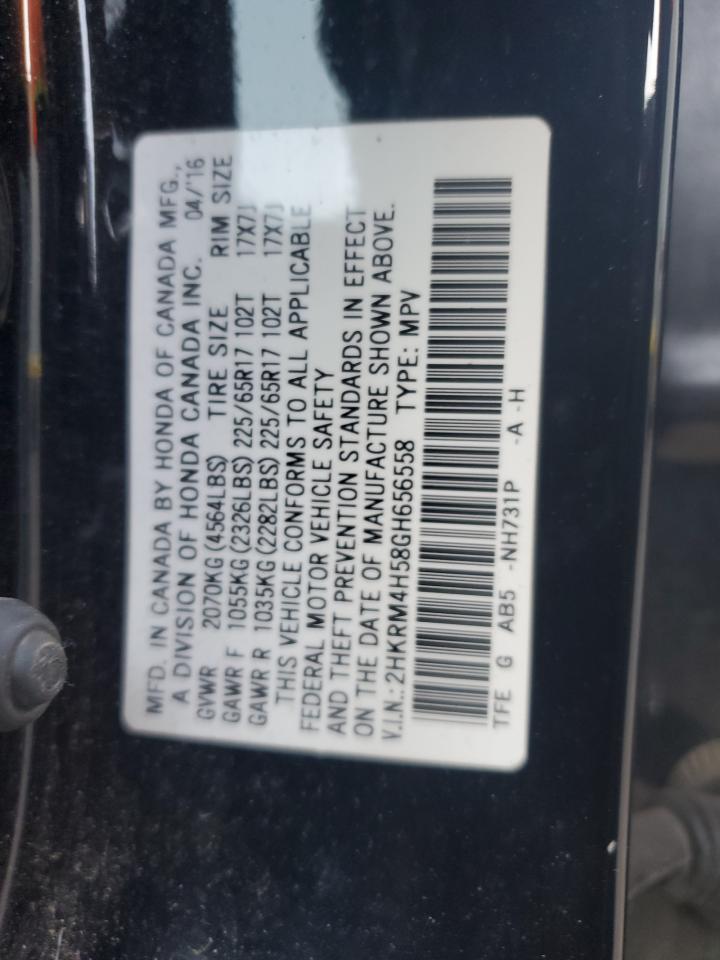 MFD. IN CANADA BY HONDA OF CANADA MFG.,
A DIVISION OF HONDA CANADA INC. 04/'16
GVWR 2070KG (4564LBS) TIRE SIZE RIM SIZE
GAWR F 1055KG (2326LBS) 225/65R17 102T 17X7J
GAWR R 1035KG (2282LBS) 225/65R17 102T 17X7J
THIS VEHICLE CONFORMS TO ALL APPLICABLE
FEDERAL MOTOR VEHICLE SAFETY
AND THEFT PREVENTION STANDARDS IN EFFECT
ON THE DATE OF MANUFACTURE SHOWN ABOVE.
V.I.N.: 2HKRM4H58GH656558 TYPE: MPV
TFE G AB5 -NH731P -A -H